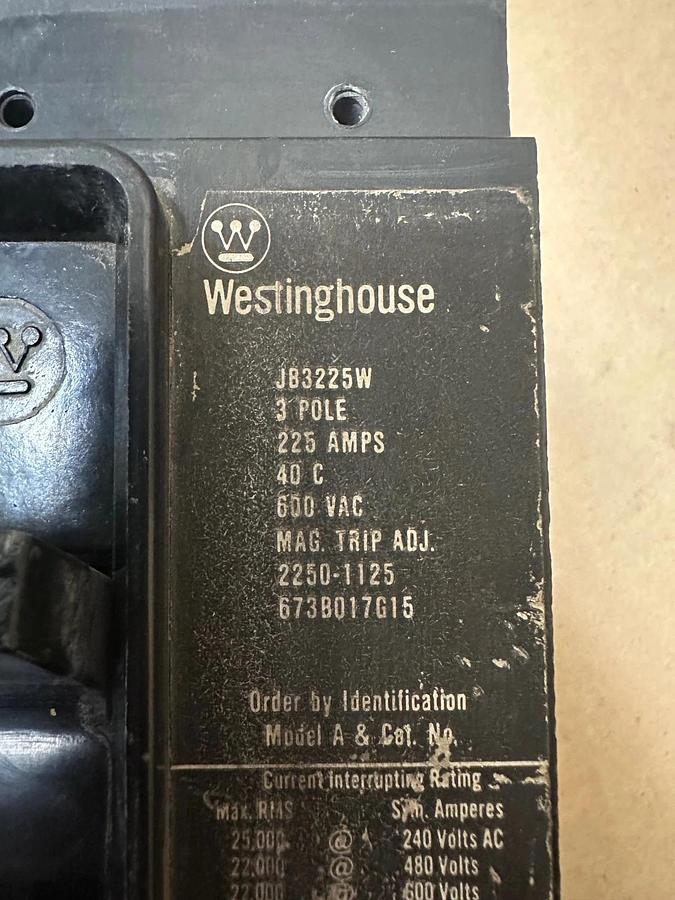 W
Westinghouse
JB3225W
3 POLE
225 AMPS
40 C
600 VAC
MAG. TRIP ADJ.
2250-1125
673B017G15
Order by Identification
Model A & Cat. No.
Current Interrupting Rating
Max. RMS Sym. Amperes
25,000 @ 240 Volts AC
22,000 @ 480 Volts
22,000 @ 600 Volts